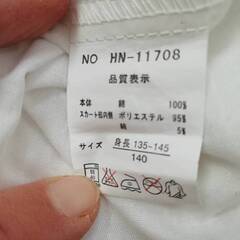 NO HN-11708
品質表示
本体 綿 100%
スカート部内側 ポリエステル 95%
綿 5%
サイズ 身長 135-145
140